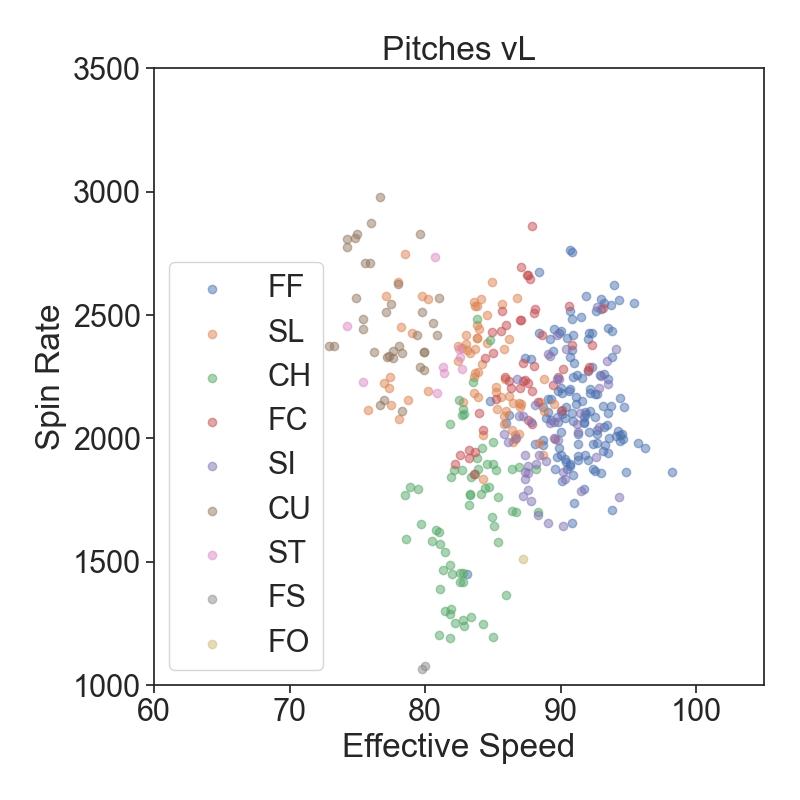 Pitches vL
3500
3000
2500
2000
1500
1000
Spin Rate
FF
SL
CH
FC
SI
CU
ST
FS
FO
60 70 80 90 100
Effective Speed